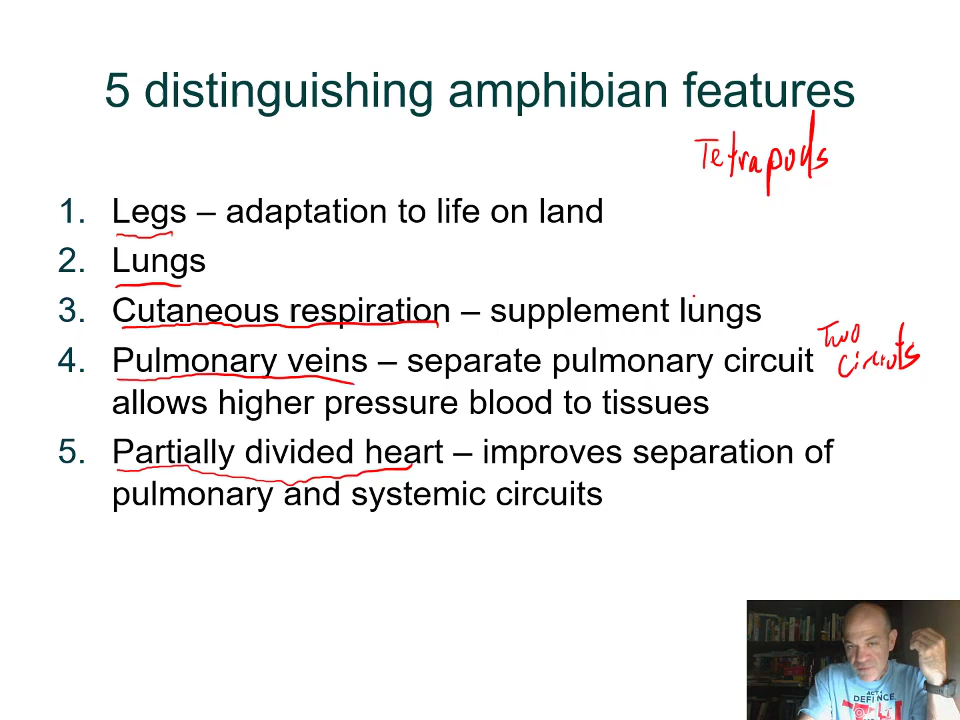 5 distinguishing amphibian features
Tetrapods
1. Legs – adaptation to life on land
2. Lungs
3. Cutaneous respiration – supplement lungs
4. Pulmonary veins – separate pulmonary circuit
Two
circuts
allows higher pressure blood to tissues
5. Partially divided heart – improves separation of
pulmonary and systemic circuits
DEFINCE